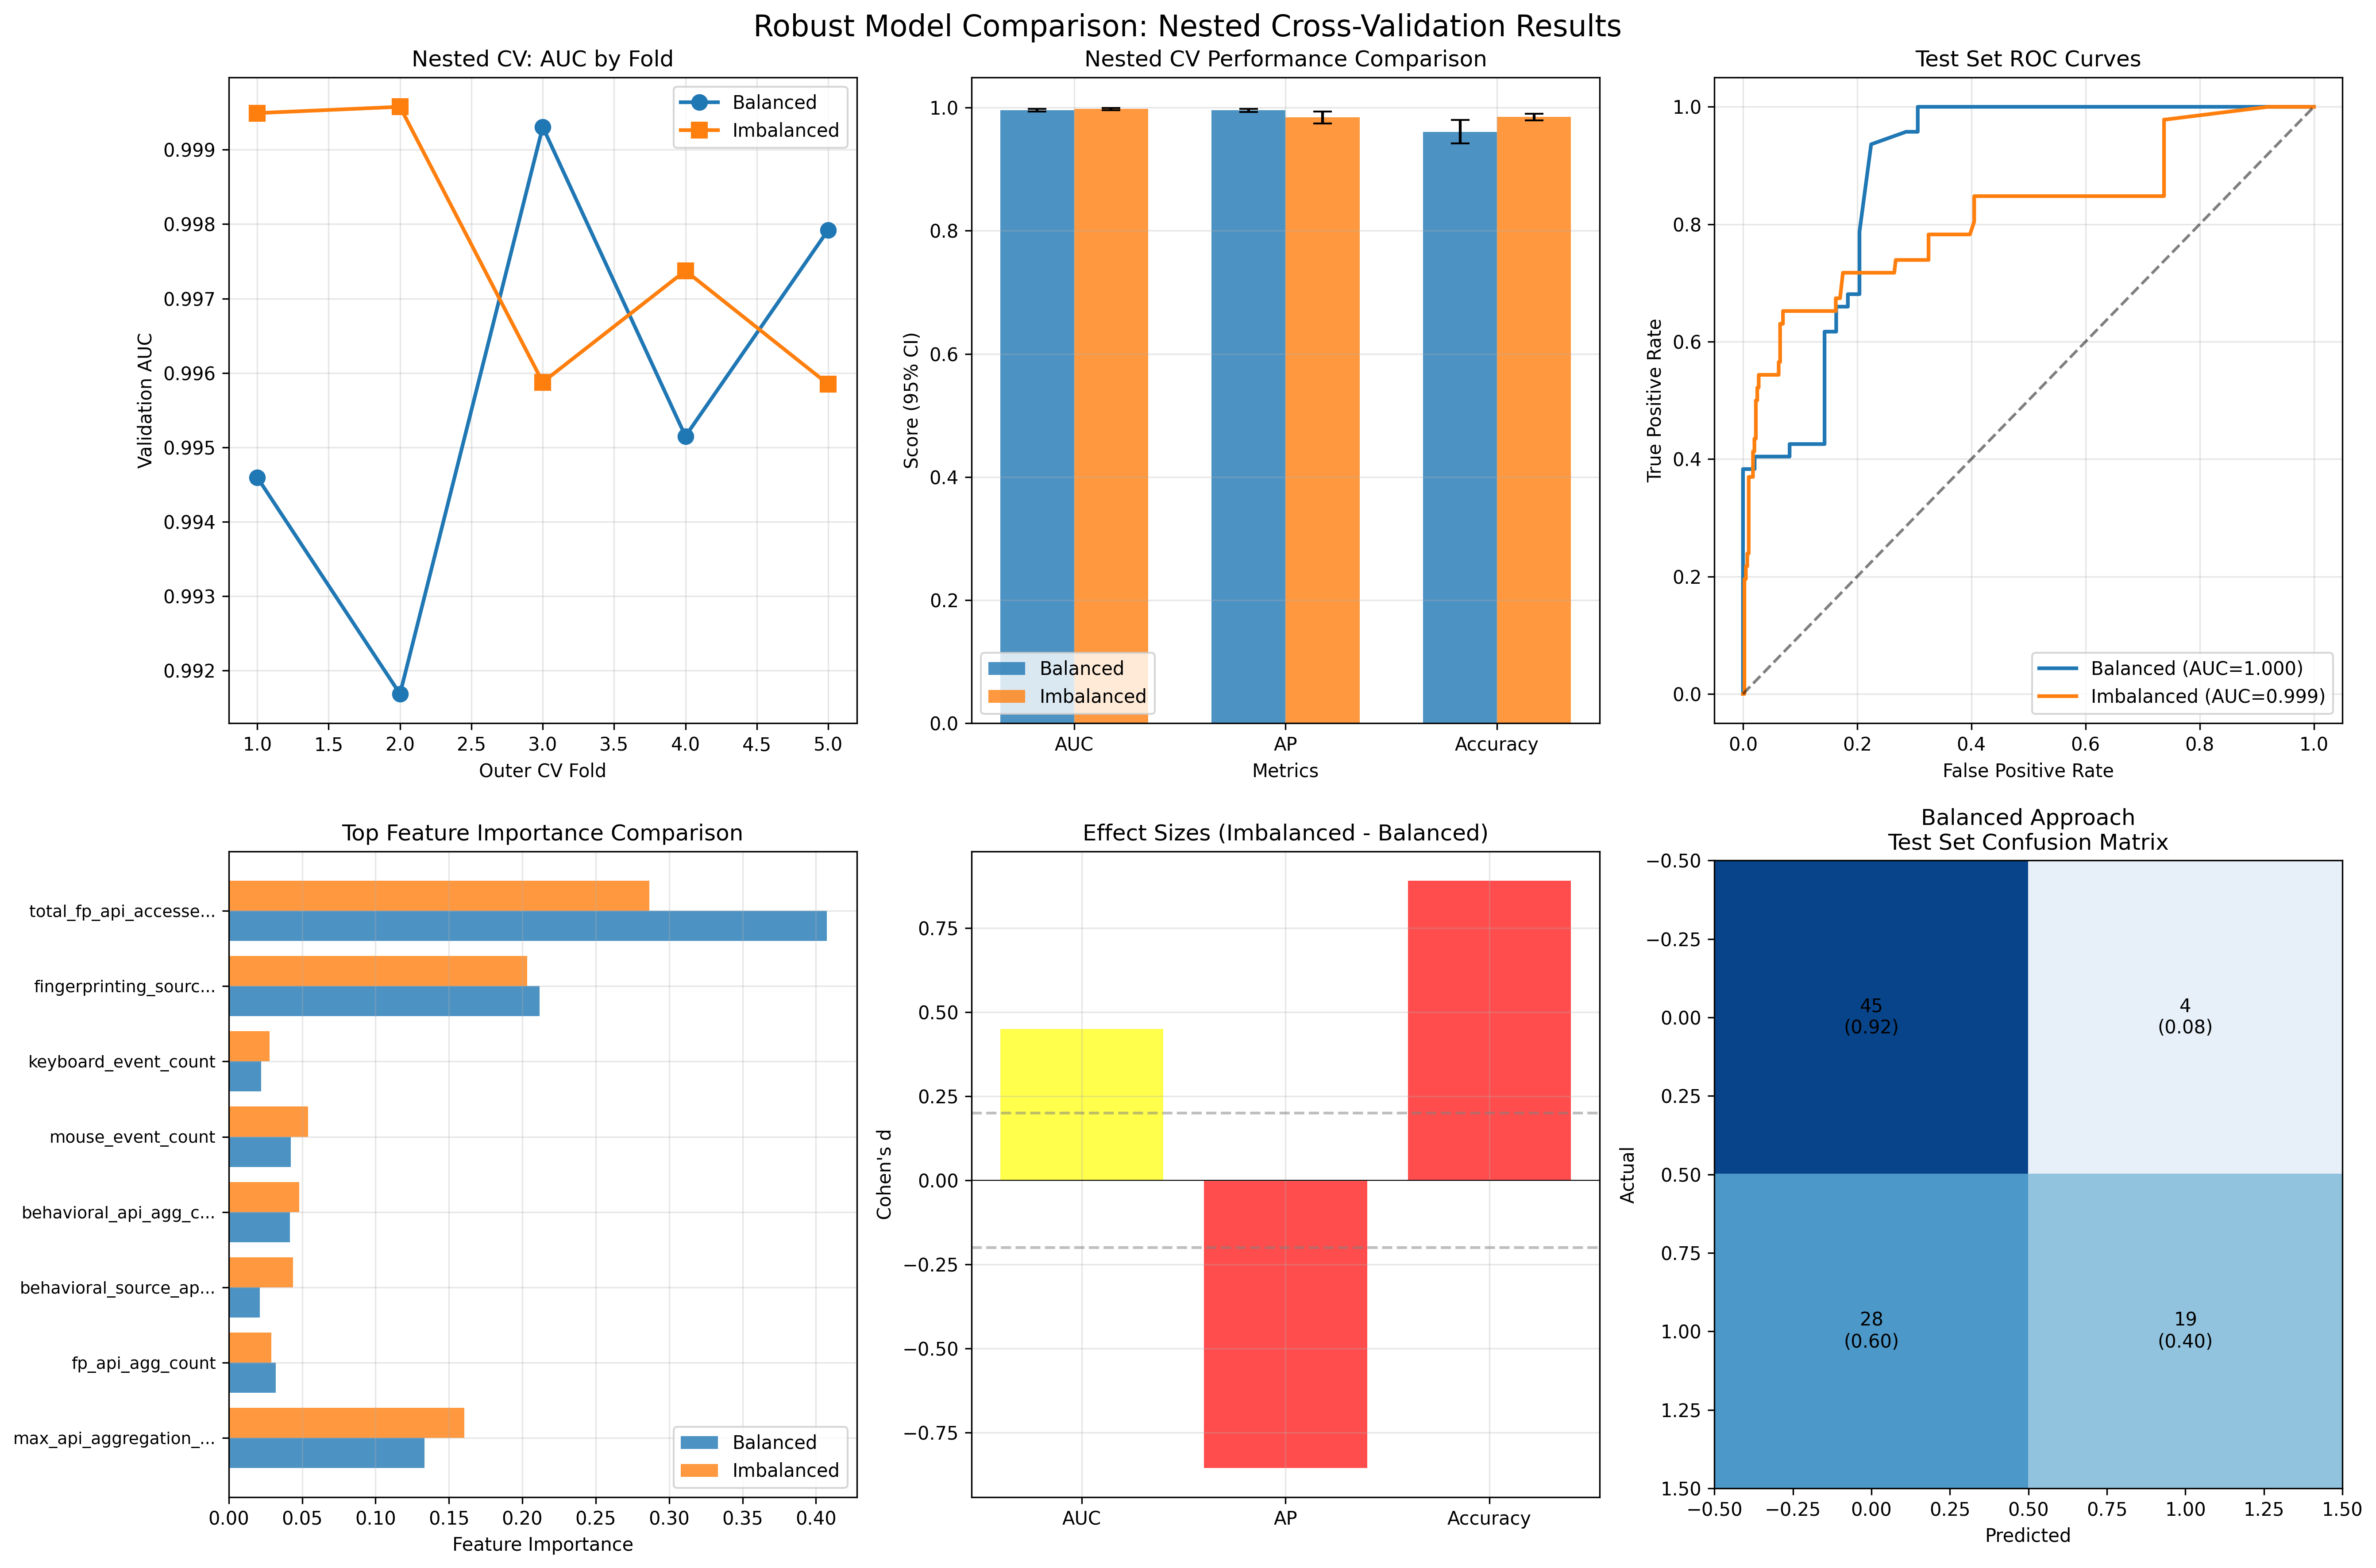 Robust Model Comparison: Nested Cross-Validation Results
Nested CV: AUC by Fold
Balanced
Imbalanced
0.999
0.998
0.997
0.996
0.995
0.994
0.993
0.992
Validation AUC
1.0 1.5 2.0 2.5 3.0 3.5 4.0 4.5 5.0
Outer CV Fold
Nested CV Performance Comparison
1.0
0.8
0.6
0.4
0.2
0.0
Score (95% CI)
Balanced
Imbalanced
AUC AP Accuracy
Metrics
Test Set ROC Curves
1.0
0.8
0.6
0.4
0.2
0.0
True Positive Rate
Balanced (AUC=1.000)
Imbalanced (AUC=0.999)
0.0 0.2 0.4 0.6 0.8 1.0
False Positive Rate
Top Feature Importance Comparison
total_fp_api_accesse...
fingerprinting_sourc...
keyboard_event_count
mouse_event_count
behavioral_api_agg_c...
behavioral_source_ap...
fp_api_agg_count
max_api_aggregation_...
Balanced
Imbalanced
0.00 0.05 0.10 0.15 0.20 0.25 0.30 0.35 0.40
Feature Importance
Effect Sizes (Imbalanced - Balanced)
0.75
0.50
0.25
0.00
−0.25
−0.50
−0.75
Cohen's d
AUC AP Accuracy
Balanced Approach
Test Set Confusion Matrix
−0.50
−0.25
0.00
0.25
0.50
0.75
1.00
1.25
1.50
Actual
45
(0.92)
4
(0.08)
28
(0.60)
19
(0.40)
−0.50 −0.25 0.00 0.25 0.50 0.75 1.00 1.25 1.50
Predicted